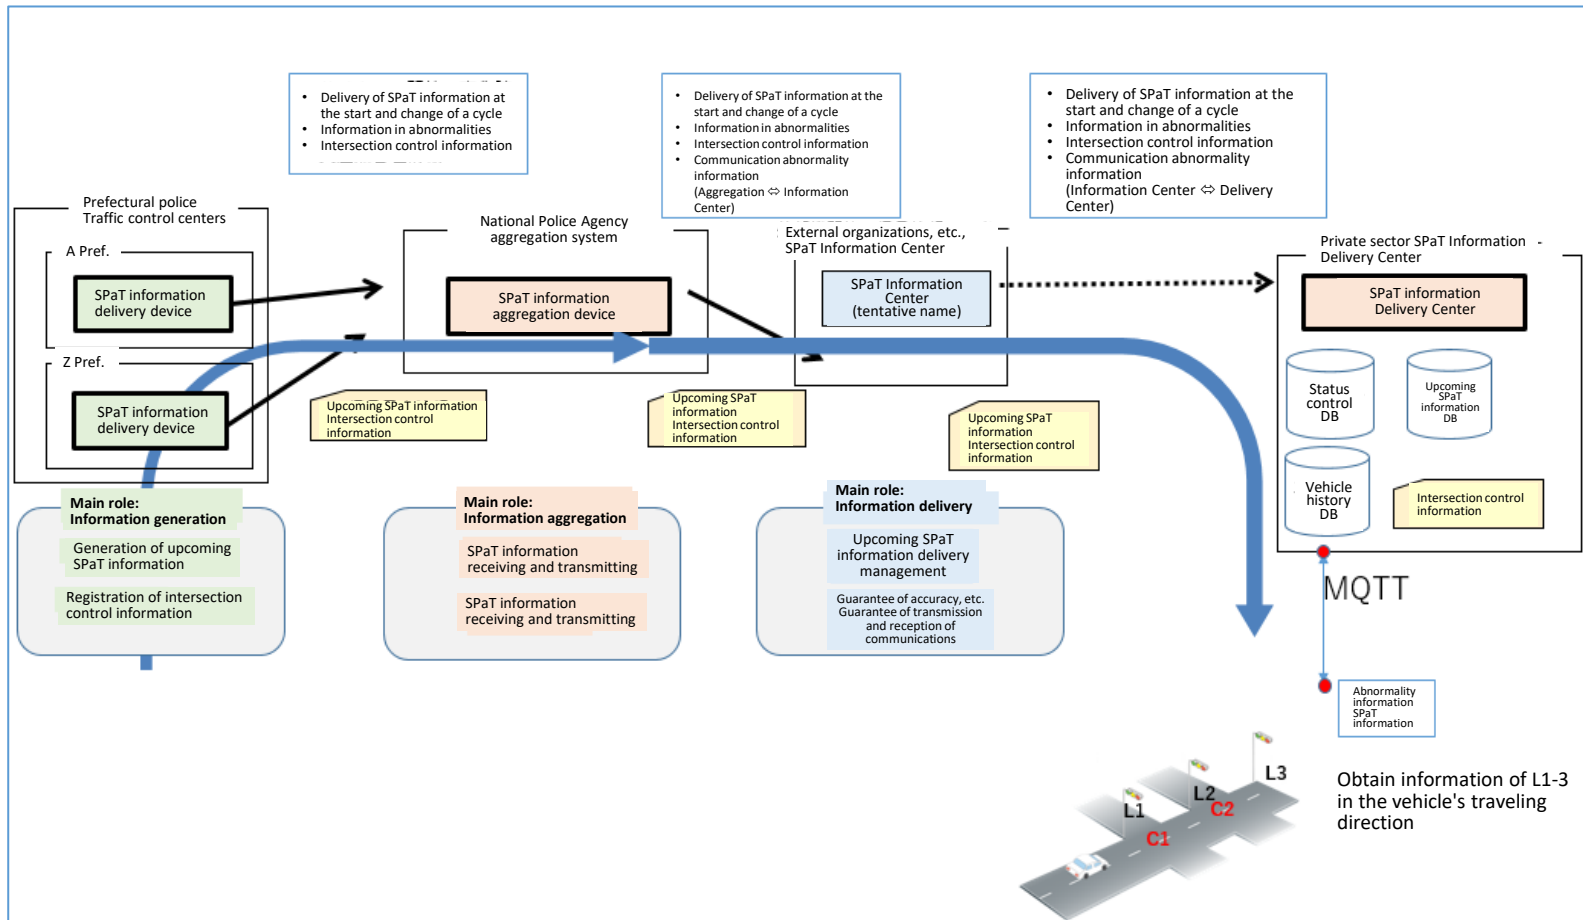 • Delivery of SPaT information at
the start and change of a cycle
• Information in abnormalities
• Intersection control information
• Delivery of SPaT information at the
start and change of a cycle
• Information in abnormalities
• Intersection control information
• Communication abnormality
information
(Aggregation ⇔ Information
Center)
• Delivery of SPaT information at the
start and change of a cycle
• Information in abnormalities
• Intersection control information
• Communication abnormality
information
(Information Center ⇔ Delivery
Center)
Prefectural police
Traffic control centers
A Pref.
SPaT information
delivery device
Z Pref.
SPaT information
delivery device
National Police Agency
aggregation system
SPaT information
aggregation device
External organizations, etc.,
SPaT Information Center
SPaT Information
Center
(tentative name)
Private sector SPaT Information
Delivery Center
SPaT information
Delivery Center
Status
control
DB
Upcoming
SPaT
information
DB
Vehicle
history
DB
Intersection control
information
Upcoming SPaT information
Intersection control
information
Upcoming SPaT
information
Intersection control
information
Upcoming SPaT
information
Intersection control
information
Main role:
Information generation
Generation of upcoming
SPaT information
Registration of intersection
control information
Main role:
Information aggregation
SPaT information
receiving and transmitting
SPaT information
receiving and transmitting
Main role:
Information delivery
Upcoming SPaT
information delivery
management
Guarantee of accuracy, etc.
Guarantee of transmission
and reception of
communications
MQTT
Abnormality
information
SPaT
information
L1
L2
L3
C1
C2
Obtain information of L1-3
in the vehicle's traveling
direction